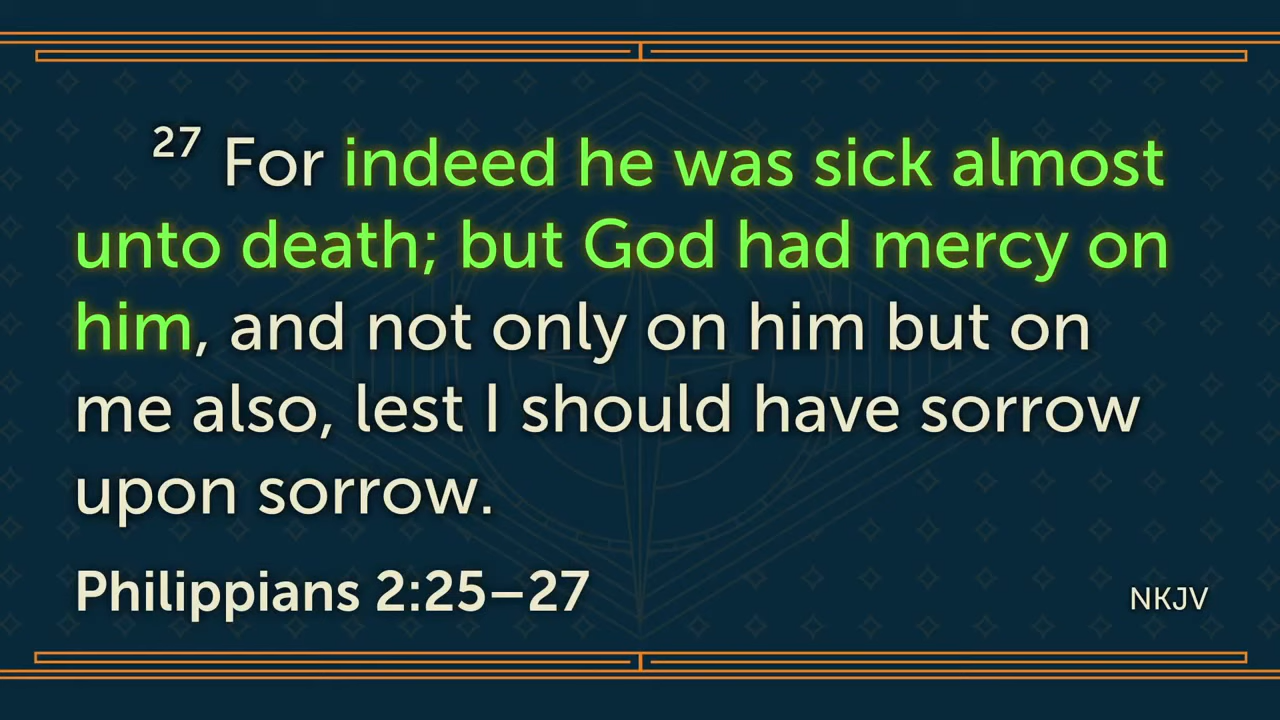 27 For indeed he was sick almost
unto death; but God had mercy on
him, and not only on him but on
me also, lest I should have sorrow
upon sorrow.
Philippians 2:25–27
NKJV